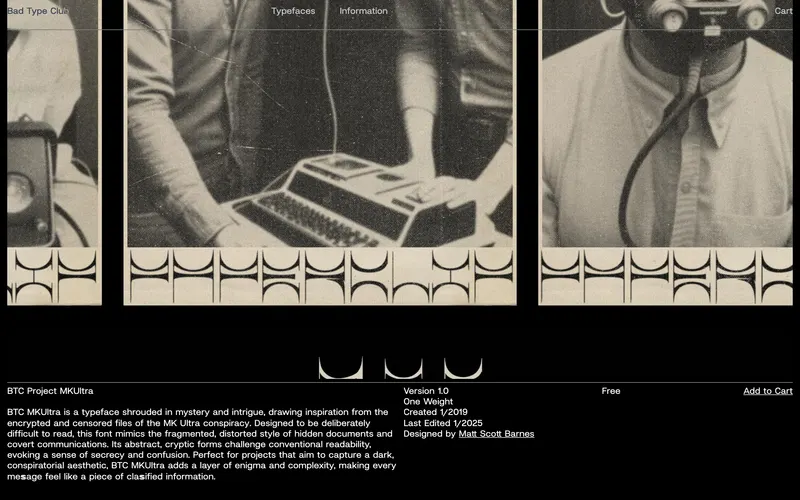 Bad Type Club
Typefaces
Information
Cart
BTC Project MKUltra
BTC MKUltra is a typeface shrouded in mystery and intrigue, drawing inspiration from the
encrypted and censored files of the MK Ultra conspiracy. Designed to be deliberately
difficult to read, this font mimics the fragmented, distorted style of hidden documents and
covert communications. Its abstract, cryptic forms challenge conventional readability,
evoking a sense of secrecy and confusion. Perfect for projects that aim to capture a dark,
conspiratorial aesthetic, BTC MKUltra adds a layer of enigma and complexity, making every
message feel like a piece of classified information.
Version 1.0
One Weight
Created 1/2019
Last Edited 1/2025
Designed by Matt Scott Barnes
Free
Add to Cart